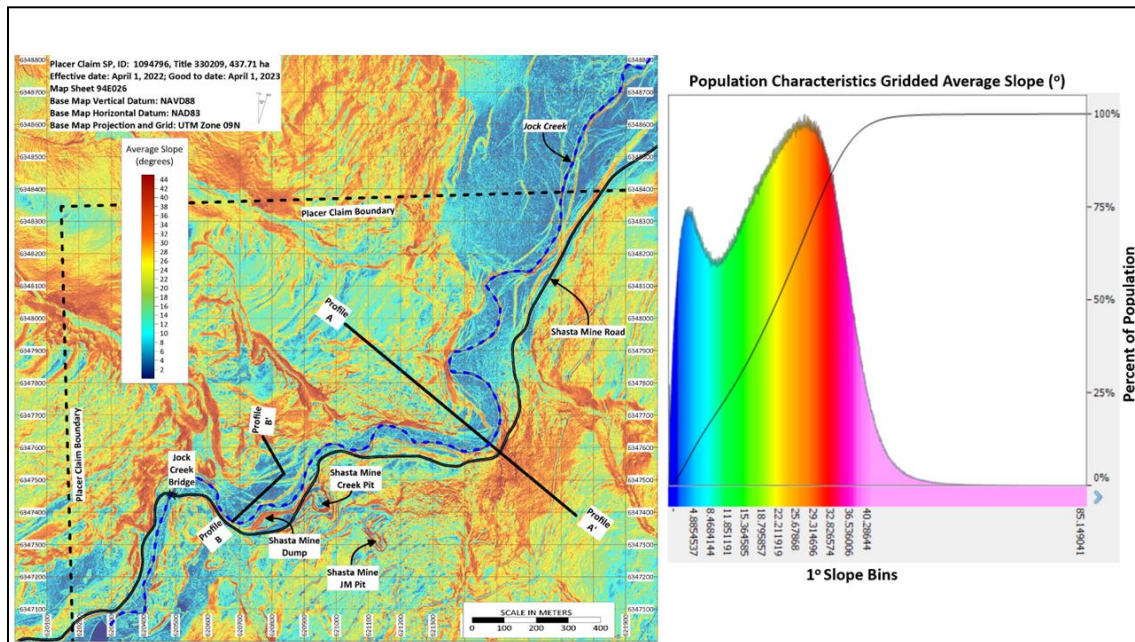 Placer Claim SP, ID: 1094796, Title 330209, 437.71 ha
Effective date: April 1, 2022; Good to date: April 1, 2023
Map Sheet 94E026
Base Map Vertical Datum: NAVD88
Base Map Horizontal Datum: NAD83
Base Map Projection and Grid: UTM Zone 09N
Average Slope
(degrees)
44
42
40
38
36
34
32
30
28
26
24
22
20
18
16
14
12
10
8
6
4
2
Jock Creek
Placer Claim Boundary
Placer Claim Boundary
Profile
A
Shasta Mine Road
Profile
B'
Jock
Creek
Bridge
Shasta Mine
Creek Pit
Profile
B
Shasta Mine
Dump
Profile
A'
Shasta Mine
JM Pit
SCALE IN METERS
0 100 200 300 400
6348800
6348700
6348600
6348500
6348400
6348300
6348200
6348100
6348000
6347900
6347800
6347700
6347600
6347500
6347400
6347300
6347200
6347100
Population Characteristics Gridded Average Slope (°)
100%
75%
50%
25%
0%
Percent of Population
-
4.8854537
8.4684144
11.851191
15.364585
18.795857
22.211919
25.67868
29.314696
32.826574
36.536006
40.28644
85.149041
1° Slope Bins